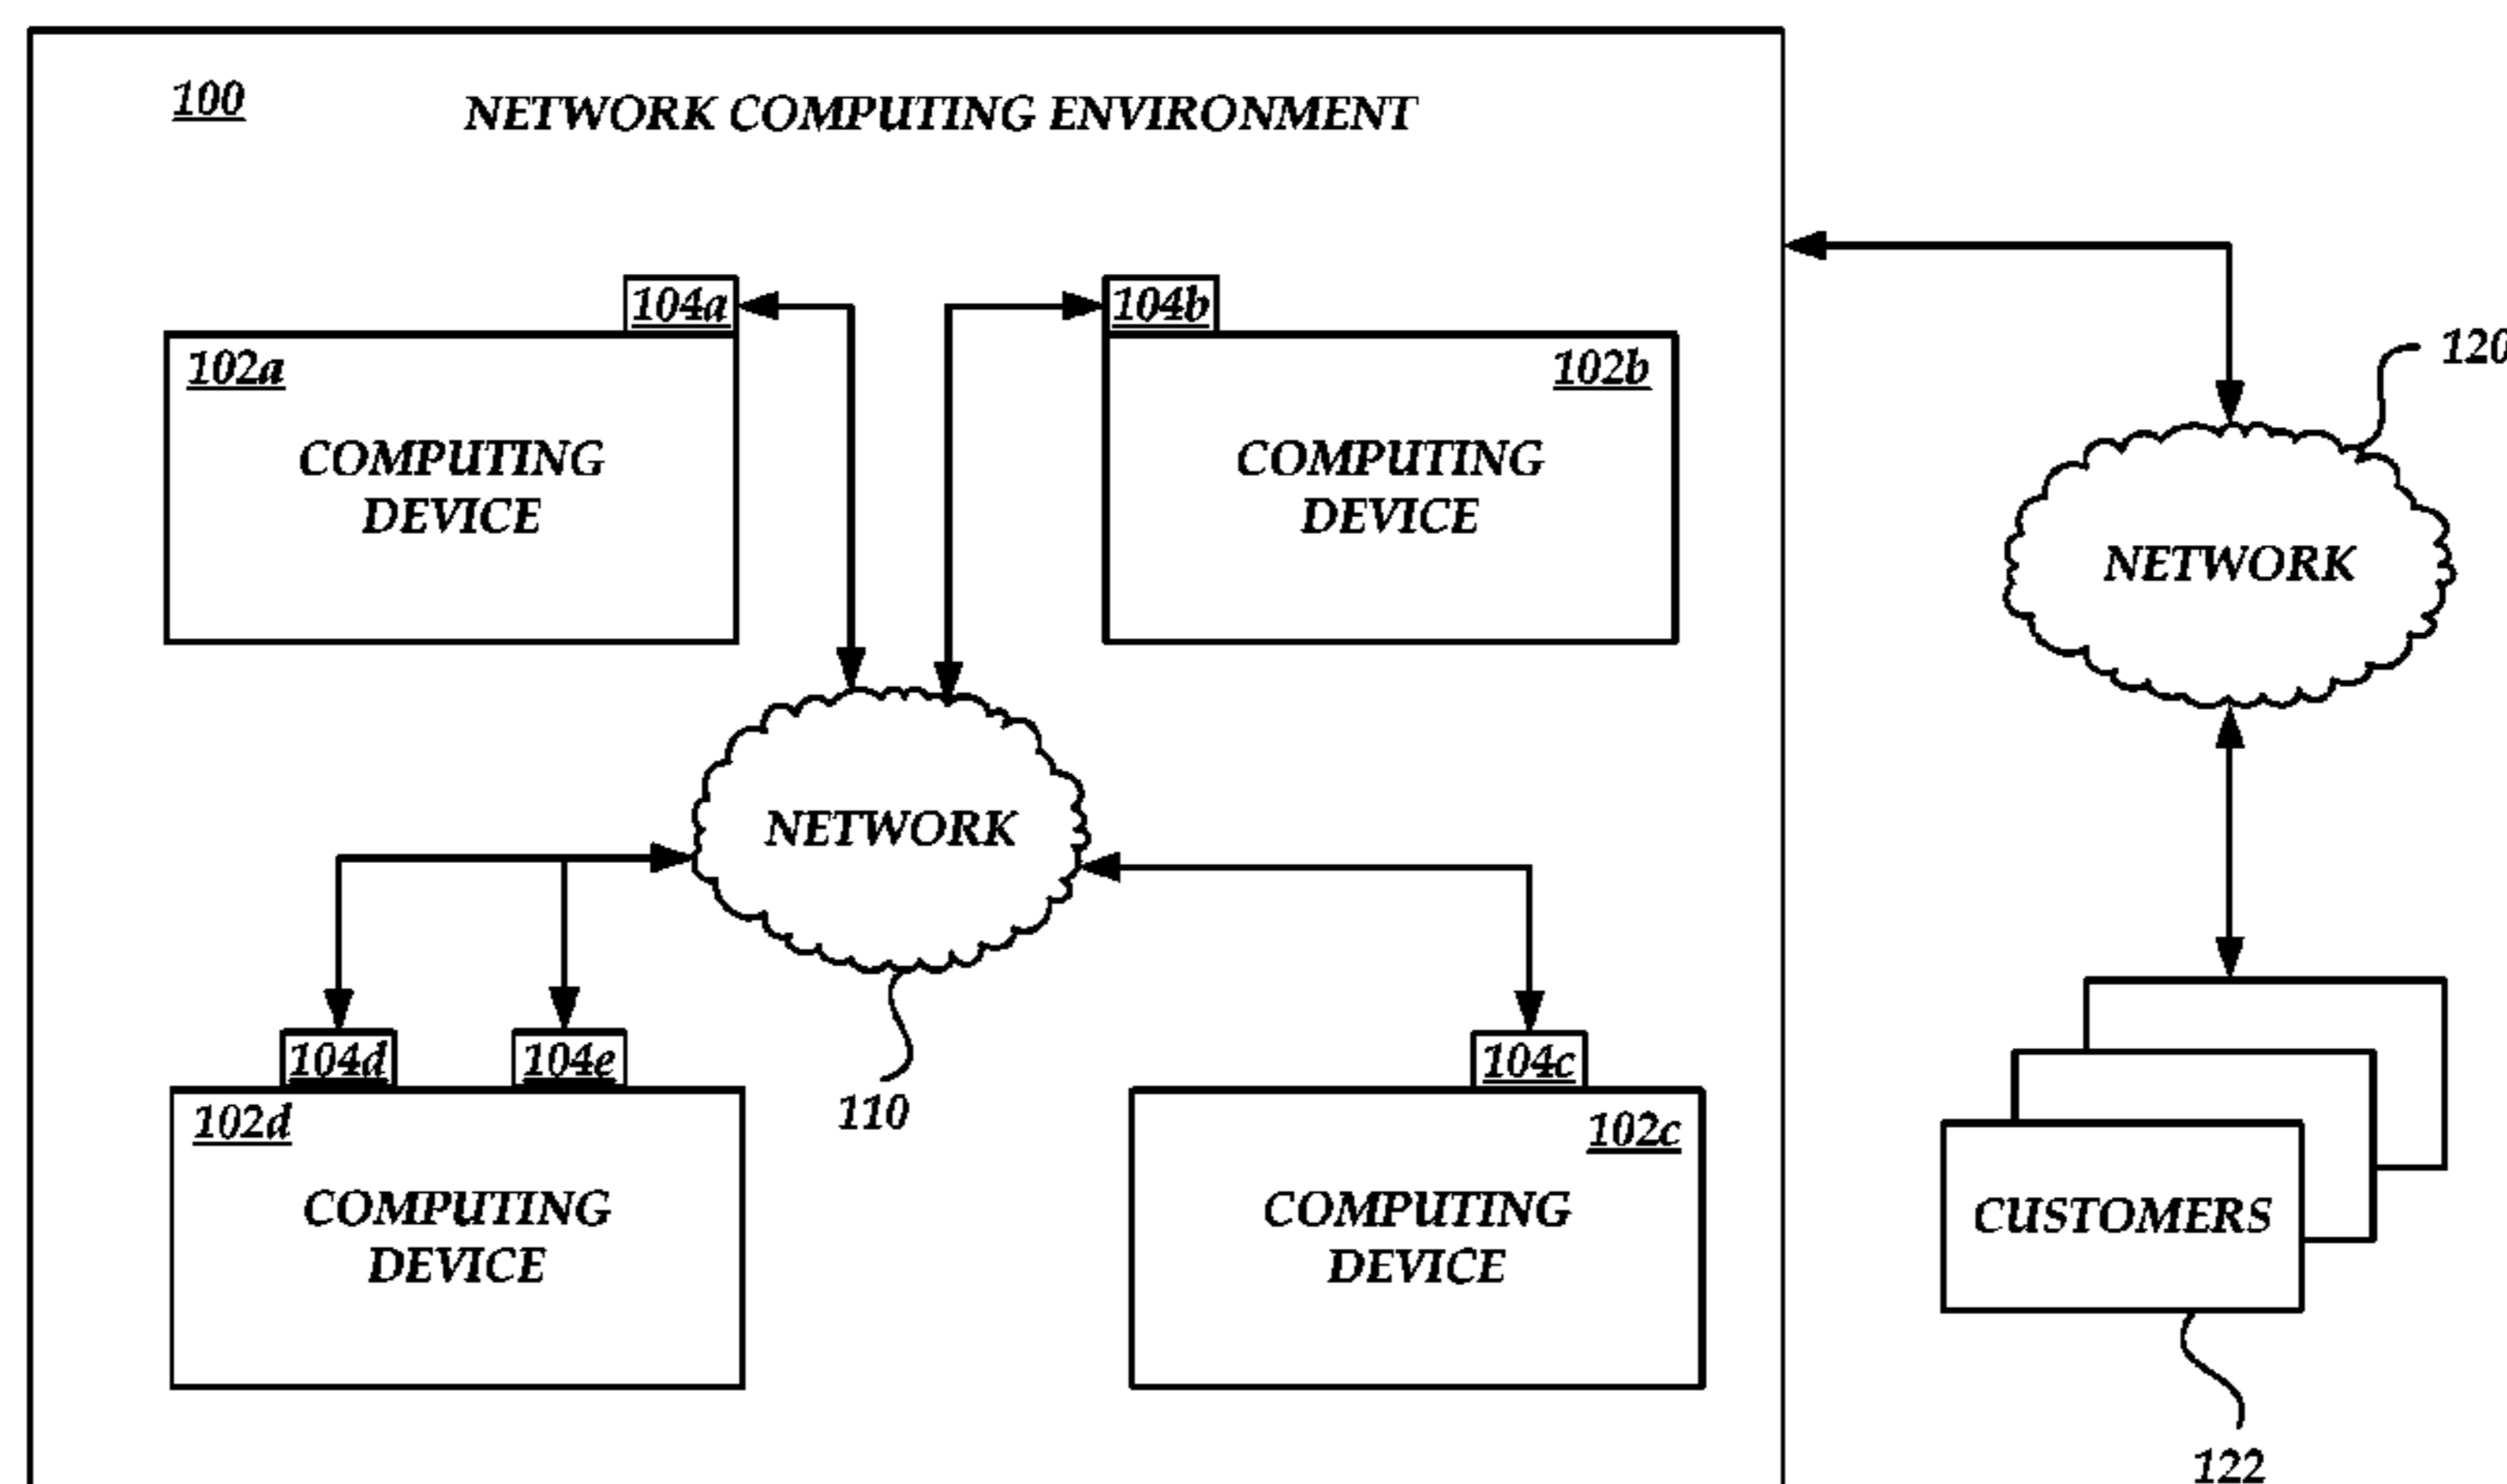 100
NETWORK COMPUTING ENVIRONMENT
104a
104b
102a
102b
120
COMPUTING
DEVICE
COMPUTING
DEVICE
NETWORK
NETWORK
104d
104e
104c
110
102d
102c
COMPUTING
DEVICE
COMPUTING
DEVICE
CUSTOMERS
122